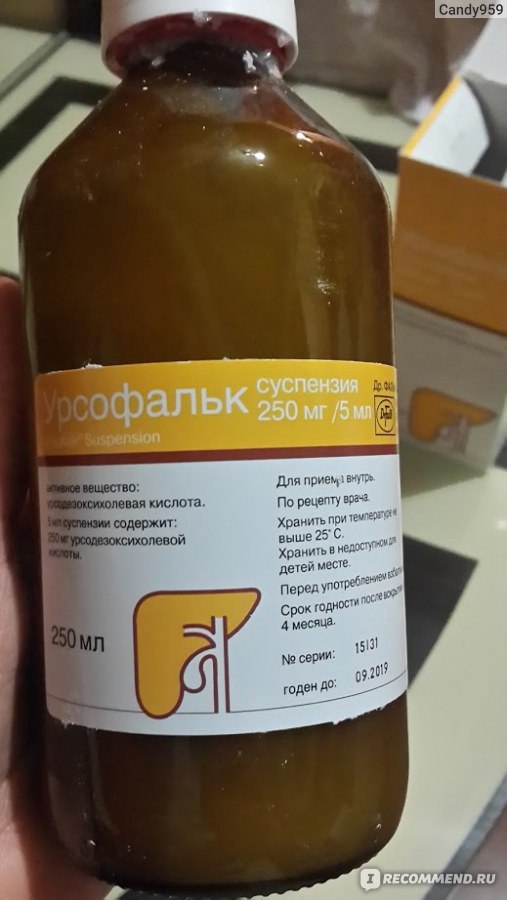 Candy959
Урсофальк суспензия
250 мг /5 мл
Др.
Suspension
активное вещество:
урсодезоксихолевая кислота.
5 мл суспензии содержит:
250 мг урсодезоксихолевой
кислоты.
250 мл
Для приема внутрь.
По рецепту врача.
Хранить при температуре не
выше 25° С.
Хранить в недоступном для
детей месте.
Перед употреблением
Срок годности после
4 месяца.
№ серии: 15I31
годен до: 09.2019
I RECOMMEND.RU